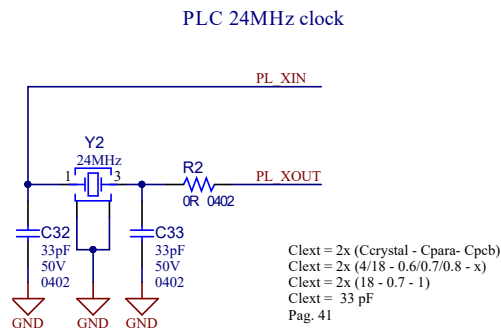 PLC 24MHz clock
PL_XIN
Y2
24MHz
1 3
R2
PL_XOUT
0R 0402
C32
33pF
50V
0402
C33
33pF
50V
0402
Clext = 2x (Ccrystal - Cpara- Cpcb)
Clext = 2x (4/18 - 0.6/0.7/0.8 - x)
Clext = 2x (18 - 0.7 - 1)
Clext =  33 pF
Pag. 41
GND GND GND